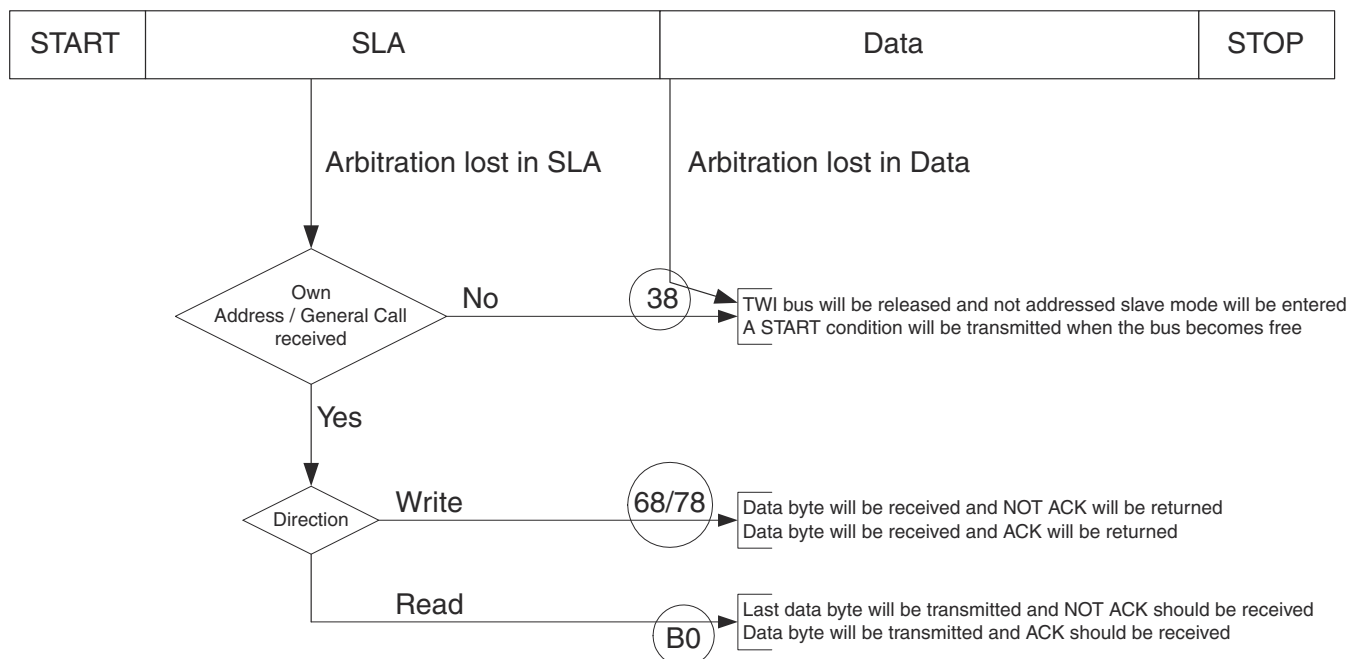 START SLA Data STOP
Arbitration lost in SLA Arbitration lost in Data
Own
Address / General Call
received
No
38
TWI bus will be released and not addressed slave mode will be entered
A START condition will be transmitted when the bus becomes free
Yes
Direction
Write
68/78
Data byte will be received and NOT ACK will be returned
Data byte will be received and ACK will be returned
Read
B0
Last data byte will be transmitted and NOT ACK should be received
Data byte will be transmitted and ACK should be received